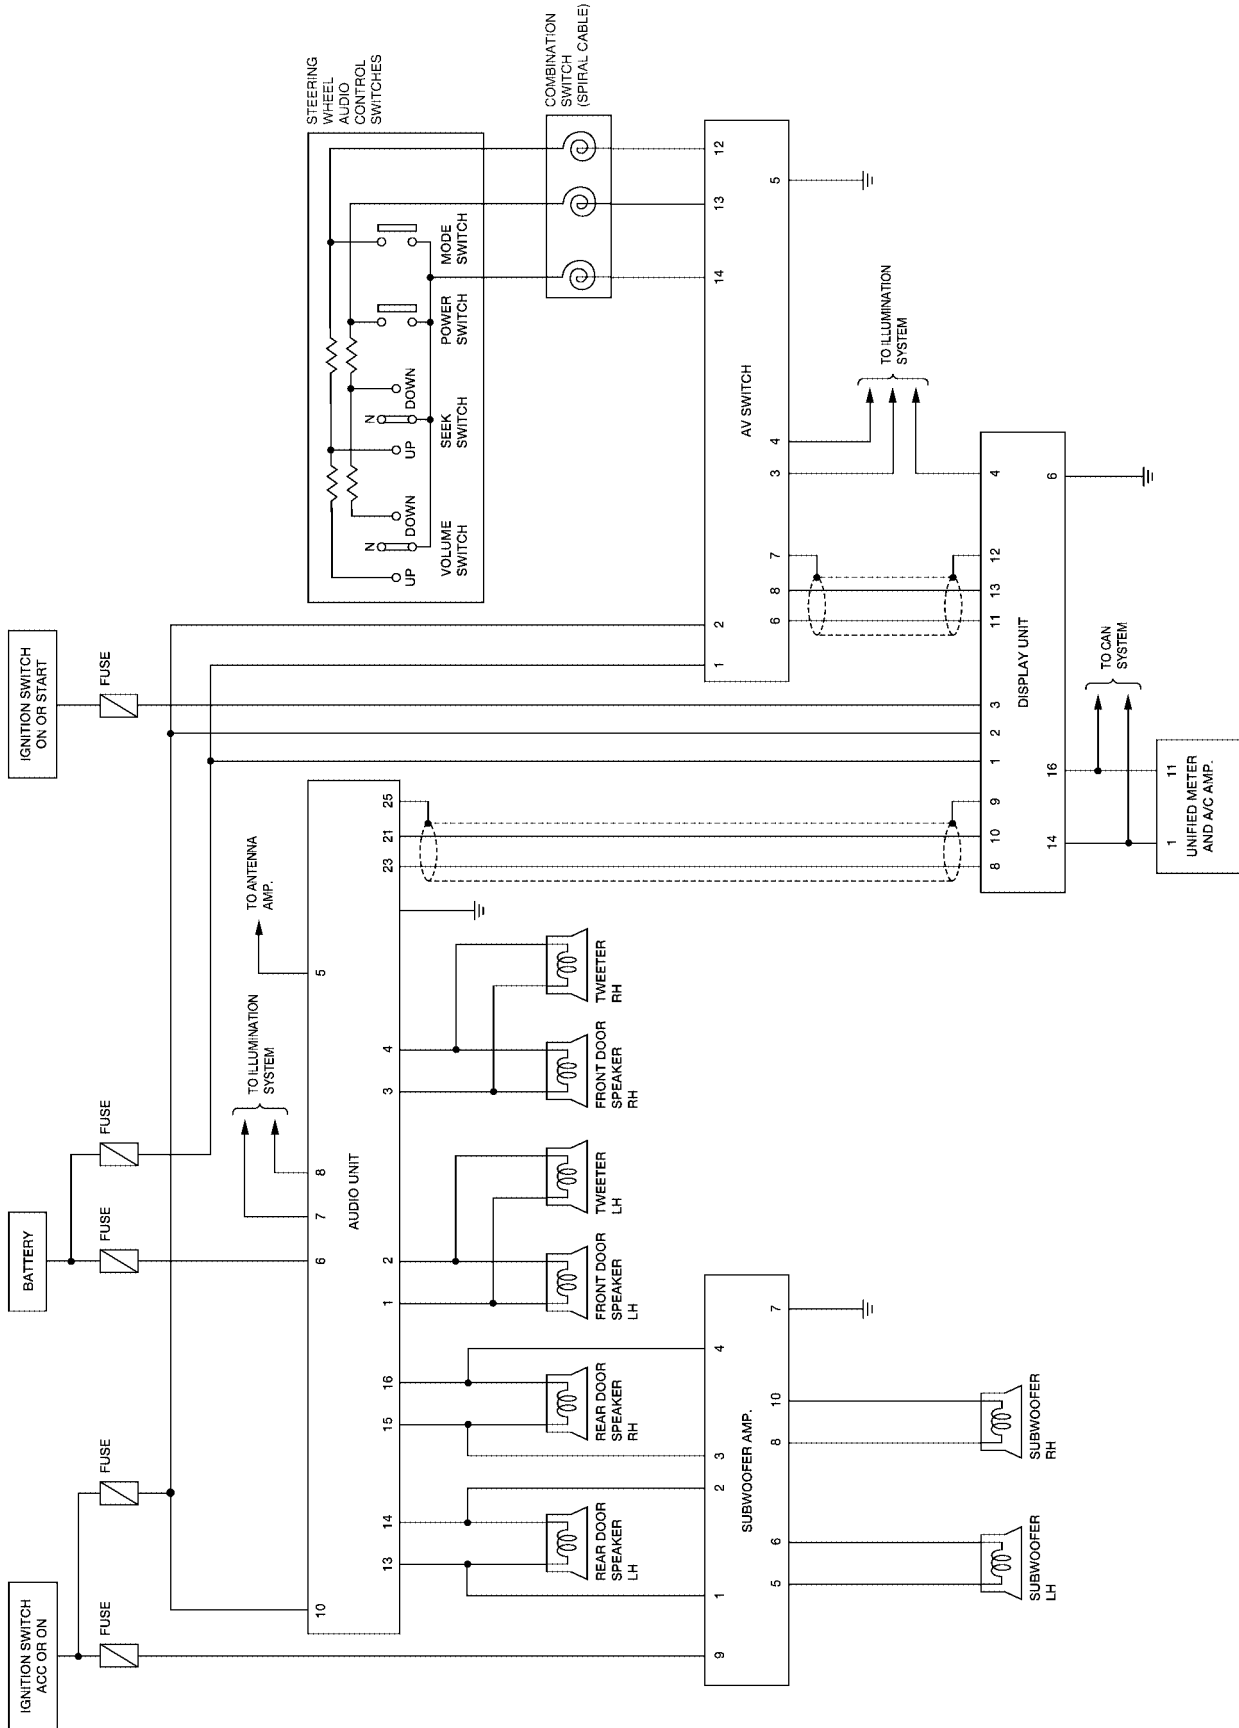 IGNITION SWITCH
ACC OR ON
BATTERY
IGNITION SWITCH
ON OR START
FUSE
FUSE
FUSE
FUSE
FUSE
STEERING
WHEEL
AUDIO
CONTROL
SWITCHES
UP
N
DOWN
VOLUME
SWITCH
UP
N
DOWN
SEEK
SWITCH
POWER
SWITCH
MODE
SWITCH
COMBINATION
SWITCH
(SPIRAL CABLE)
TO ILLUMINATION
SYSTEM
TO ANTENNA
AMP.
10
6
7
8
5
AUDIO UNIT
13
14
15
16
1
2
3
4
23
21
25
REAR DOOR
SPEAKER
LH
REAR DOOR
SPEAKER
RH
FRONT DOOR
SPEAKER
LH
TWEETER
LH
FRONT DOOR
SPEAKER
RH
TWEETER
RH
9
1
2
3
4
SUBWOOFER AMP.
5
6
8
10
7
SUBWOOFER
LH
SUBWOOFER
RH
1
2
14
13
12
AV SWITCH
6
8
7
3
4
5
TO ILLUMINATION
SYSTEM
8
10
9
1
2
3
11
13
12
4
DISPLAY UNIT
14
16
6
TO CAN
SYSTEM
1
11
UNIFIED METER
AND A/C AMP.